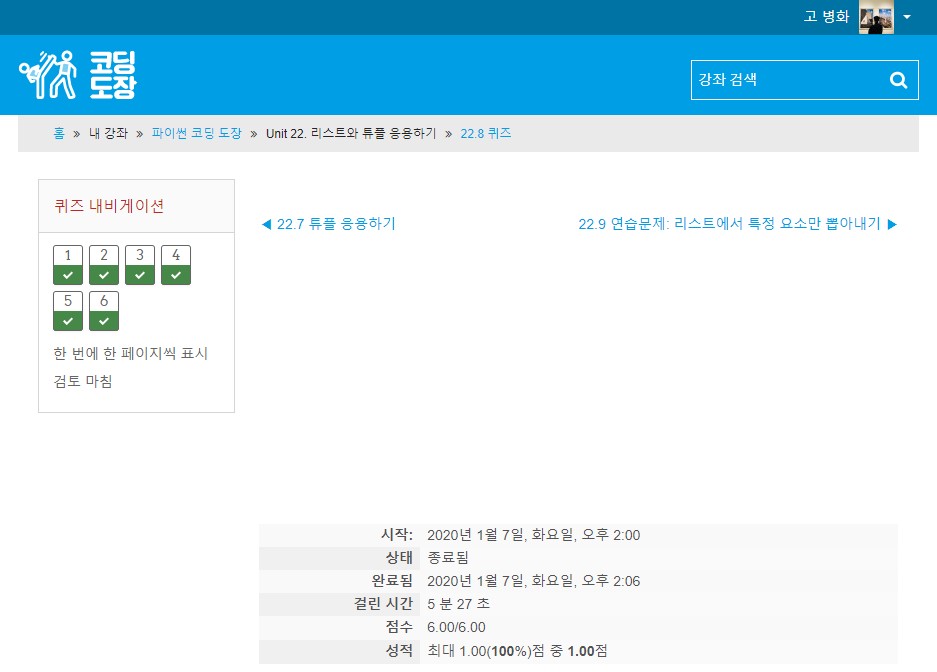 고 병화
코딩
도장
강좌 검색
홈 » 내 강좌 » 파이썬 코딩 도장 » Unit 22. 리스트와 튜플 응용하기 » 22.8 퀴즈
퀴즈 내비게이션
◀ 22.7 튜플 응용하기
22.9 연습문제: 리스트에서 특정 요소만 뽑아내기 ▶
1 2 3 4
5 6
한 번에 한 페이지씩 표시
검토 마침
시작: 2020년 1월 7일, 화요일, 오후 2:00
상태 종료됨
완료됨 2020년 1월 7일, 화요일, 오후 2:06
걸린 시간 5 분 27 초
점수 6.00/6.00
성적 최대 1.00(100%)점 중 1.00점